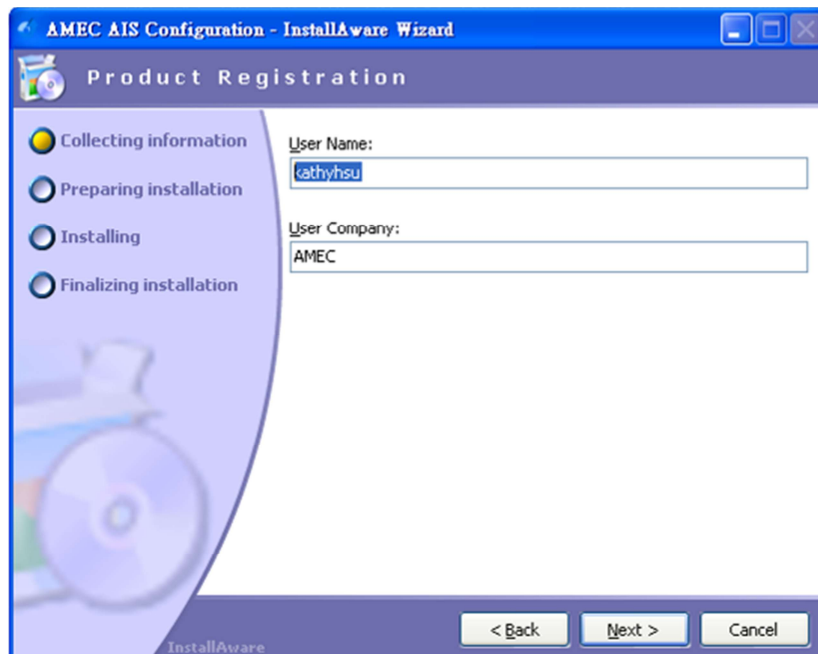 AMEC AIS Configuration - InstallAware Wizard
Product Registration
Collecting information
Preparing installation
Installing
Finalizing installation
User Name:
kathyhsu
User Company:
AMEC
InstallAware
< Back
Next >
Cancel